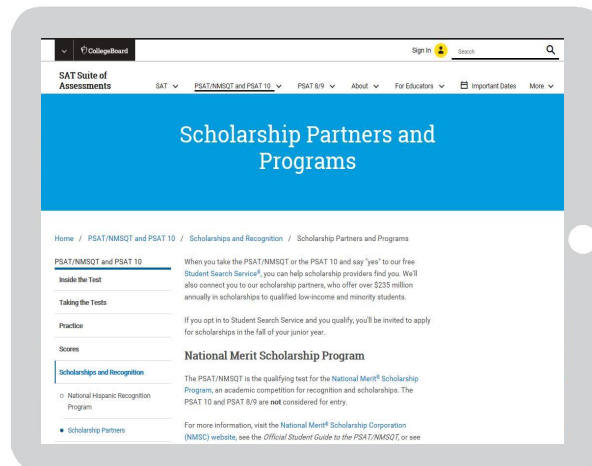 CollegeBoard
Sign In
Search
SAT Suite of
Assessments
SAT
PSAT/NMSQT and PSAT 10
PSAT 8/9
About
For Educators
Important Dates
More
Scholarship Partners and
Programs
Home / PSAT/NMSQT and PSAT 10 / Scholarships and Recognition / Scholarship Partners and Programs
PSAT/NMSQT and PSAT 10
Inside the Test
Taking the Tests
Practice
Scores
Scholarships and Recognition
National Hispanic Recognition
Program
Scholarship Partners
When you take the PSAT/NMSQT or the PSAT 10 and say "yes" to our free
Student Search Service®, you can help scholarship providers find you. We'll
also connect you to our scholarship partners, who offer over $235 million
annually in scholarships to qualified low-income and minority students.
If you opt in to Student Search Service and you qualify, you'll be invited to apply
for scholarships in the fall of your junior year.
National Merit Scholarship Program
The PSAT/NMSQT is the qualifying test for the National Merit® Scholarship
Program, an academic competition for recognition and scholarships. The
PSAT 10 and PSAT 8/9 are not considered for entry.
For more information, visit the National Merit® Scholarship Corporation
(NMSC) website, see the Official Student Guide to the PSAT/NMSQT, or see